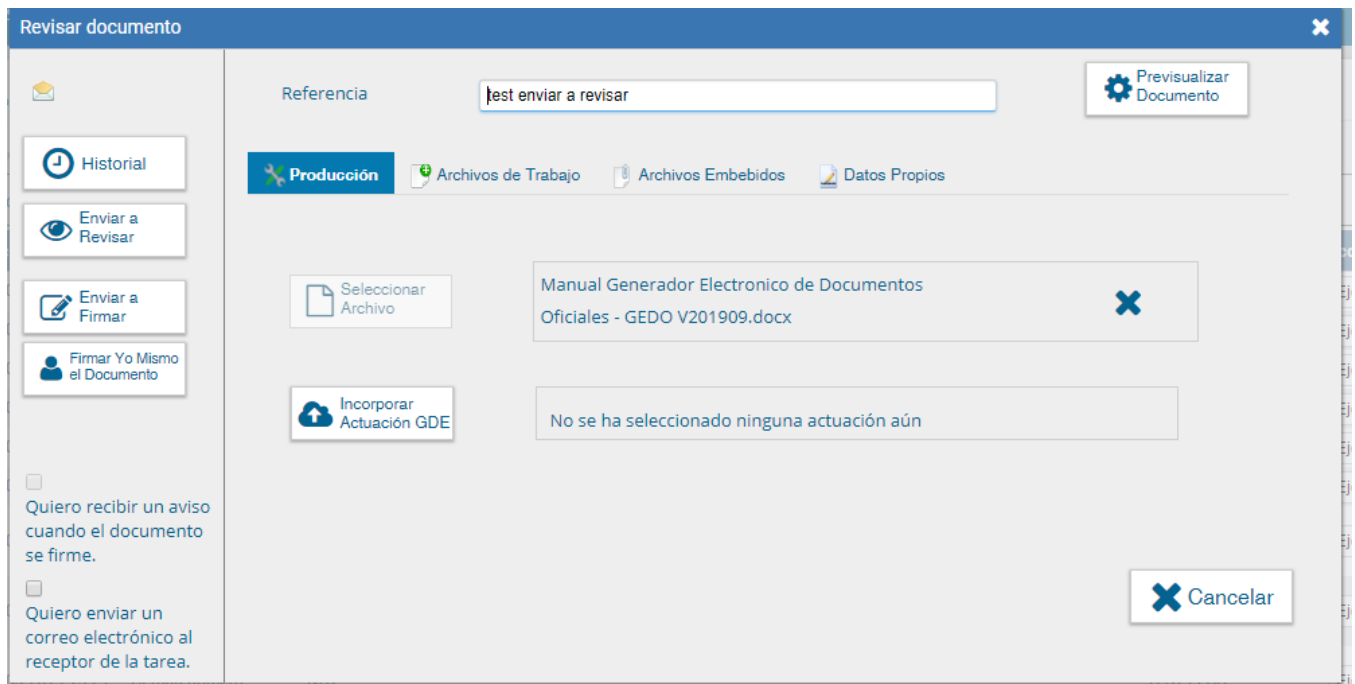 Revisar documento
Referencia
test enviar a revisar
Previsualizar
Documento
Historial
Enviar a
Revisar
Enviar a
Firmar
Firmar Yo Mismo
el Documento
Producción
Archivos de Trabajo
Archivos Embebidos
Datos Propios
Seleccionar
Archivo
Manual Generador Electronico de Documentos
Oficiales - GEDO V201909.docx
Incorporar
Actuación GDE
No se ha seleccionado ninguna actuación aún
Quiero recibir un aviso
cuando el documento
se firme.
Quiero enviar un
correo electrónico al
receptor de la tarea.
Cancelar